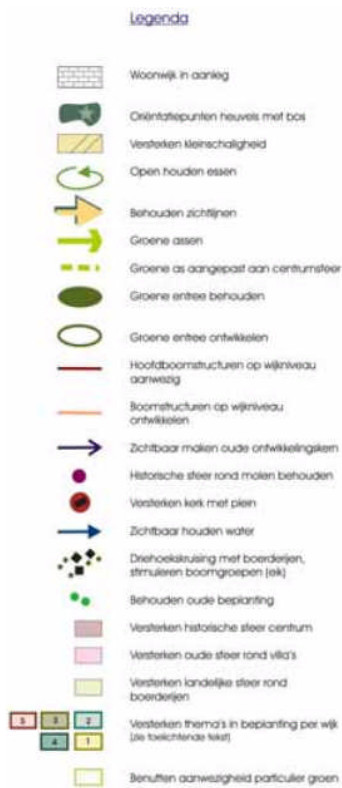 Legenda
Woonwijk in aanleg
Oriëntatiepunten heuvels met bos
Versterken kleinschaligheid
Open houden essen
Behouden zichtlijnen
Groene assen
Groene as aangepast aan centrumsfeer
Groene entree behouden
Groene entree ontwikkelen
Hoofdboomstructuren op wijkniveau
aanwezig
Boomstructuren op wijkniveau
ontwikkelen
Zichtbaar maken oude ontwikkelingskern
Historische sfeer rond molen behouden
Versterken kerk met plein
Zichtbaar houden water
Driehoekskruising met boerderijen,
stimuleren boomgroepen (eik)
Behouden oude beplanting
Versterken historische sfeer centrum
Versterken oude sfeer rond villa's
Versterken landelijke sfeer rond
boerderijen
5 3 2 Versterken thema's in beplanting per wijk
4 1 (zie toelichtende tekst)
Benutten aanwezigheid particulier groen